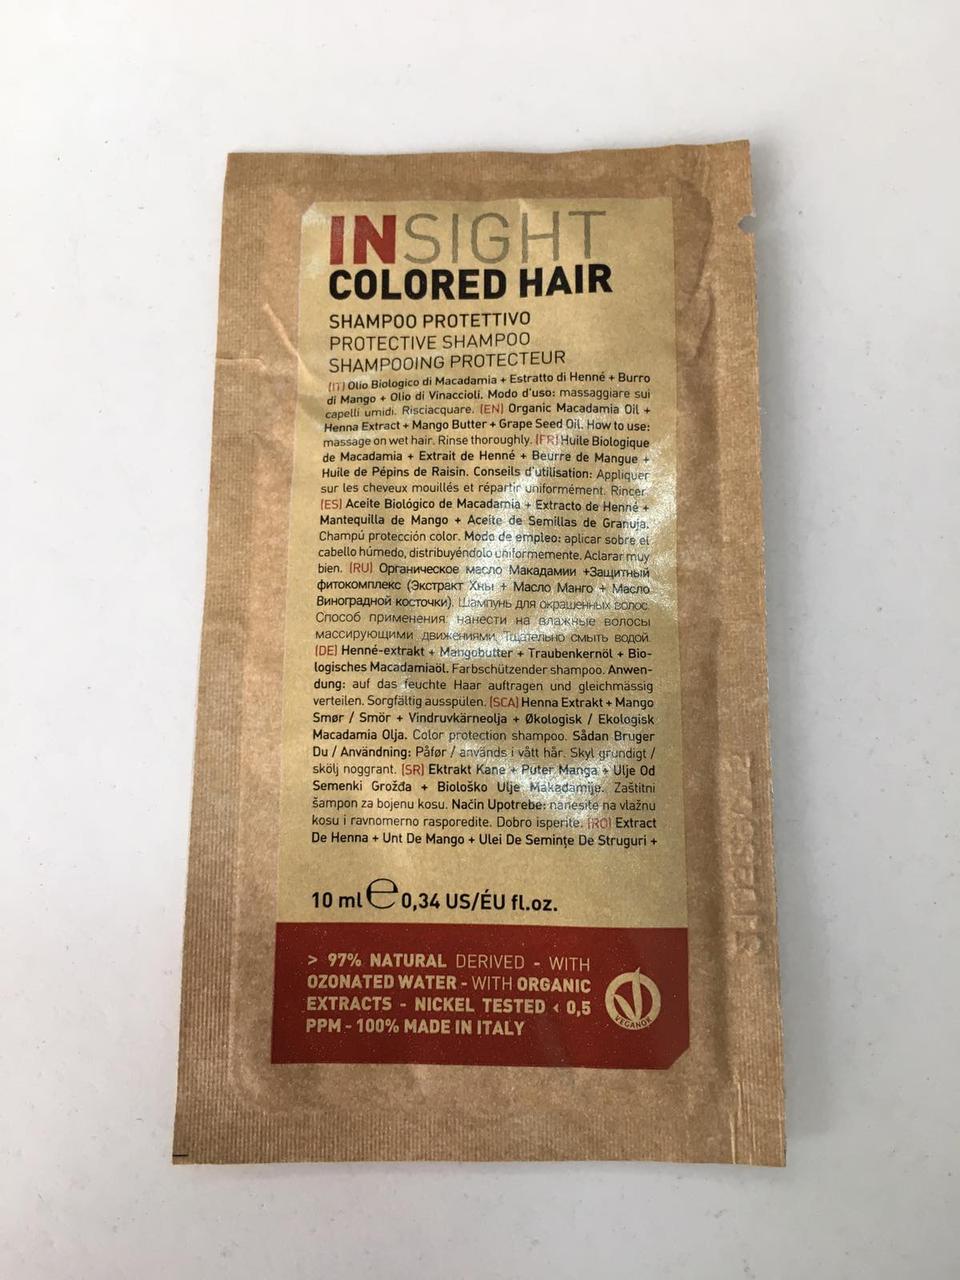 INSIGHT
COLORED HAIR
SHAMPOO PROTETTIVO
PROTECTIVE SHAMPOO
SHAMPOOING PROTECTEUR
(IT) Olio Biologico di Macadamia + Estratto di Henné + Burro
di Mango + Olio di Vinaccioli. Modo d'uso: massaggiare sui
capelli umidi. Risciacquare. (EN) Organic Macadamia Oil +
Henna Extract + Mango Butter + Grape Seed Oil. How to use:
massage on wet hair. Rinse thoroughly. (FR) Huile Biologique
de Macadamia + Extrait de Henné + Beurre de Mangue +
Huile de Pépins de Raisin. Conseils d'utilisation: Appliquer
sur les cheveux mouillés et répartir uniformément. Rincer.
(ES) Aceite Biológico de Macadamia + Extracto de Henné +
Mantequilla de Mango + Aceite de Semillas de Granuja.
Champú protección color. Modo de empleo: aplicar sobre el
cabello húmedo, distribuyéndolo uniformemente. Aclarar muy
bien. (RU) Органическое масло Макадамии +Защитный
фитокомплекс (Экстракт Хны + Масло Манго + Масло
Виноградной косточки). Шампунь для окрашенных волос.
Способ применения: нанести на влажные волосы
массирующими движениями. Тщательно смыть водой.
(DE) Henné-extrakt + Mangobutter + Traubenkernöl + Bio-
logisches Macadamiaöl. Farbschützender shampoo. Anwen-
dung: auf das feuchte Haar auftragen und gleichmässig
verteilen. Sorgfältig ausspülen. (SCA) Henna Extrakt + Mango
Smør / Smör + Vindruvkärneolja + Økologisk / Ekologisk
Macadamia Olja. Color protection shampoo. Sådan Bruger
Du / Användning: Påfør / används i vått hår. Skyl grundigt /
skölj noggrant. (SR) Ektrakt Kane + Puter Manga + Ulje Od
Semenki Grožđa + Biološko Ulje Makadamije. Zaštitni
šampon za bojenu kosu. Način Upotrebe: nanesite na vlažnu
kosu i ravnomerno rasporedite. Dobro isperite. (RO) Extract
De Henna + Unt De Mango + Ulei De Semințe De Struguri +
10 ml ℮ 0,34 US/ÉU fl.oz.
> 97% NATURAL DERIVED - WITH
OZONATED WATER - WITH ORGANIC
EXTRACTS - NICKEL TESTED < 0,5
PPM - 100% MADE IN ITALY
VEGANOK